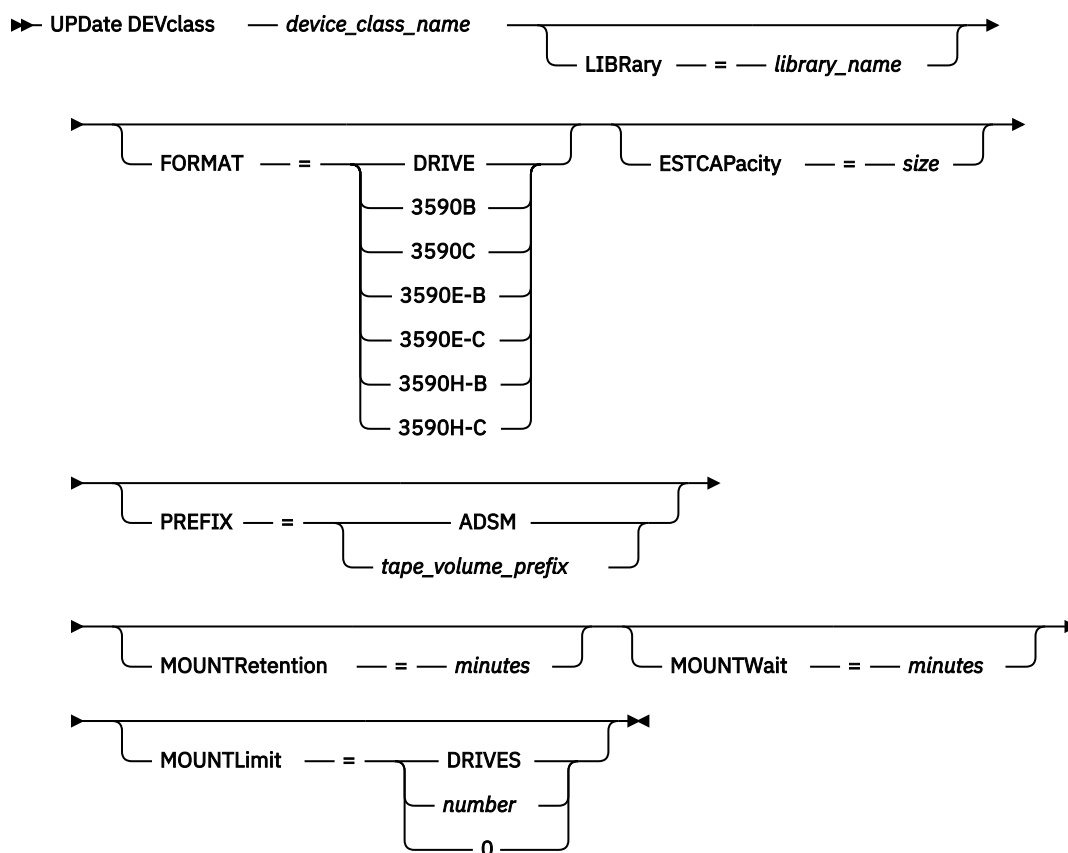 UPDate DEVclass device_class_name
LIBRary = library_name
FORMAT = DRIVE
3590B
3590C
3590E-B
3590E-C
3590H-B
3590H-C
ESTCAPacity = size
PREFIX = ADSM
tape_volume_prefix
MOUNTRetention = minutes
MOUNTWait = minutes
MOUNTLimit = DRIVES
number
0